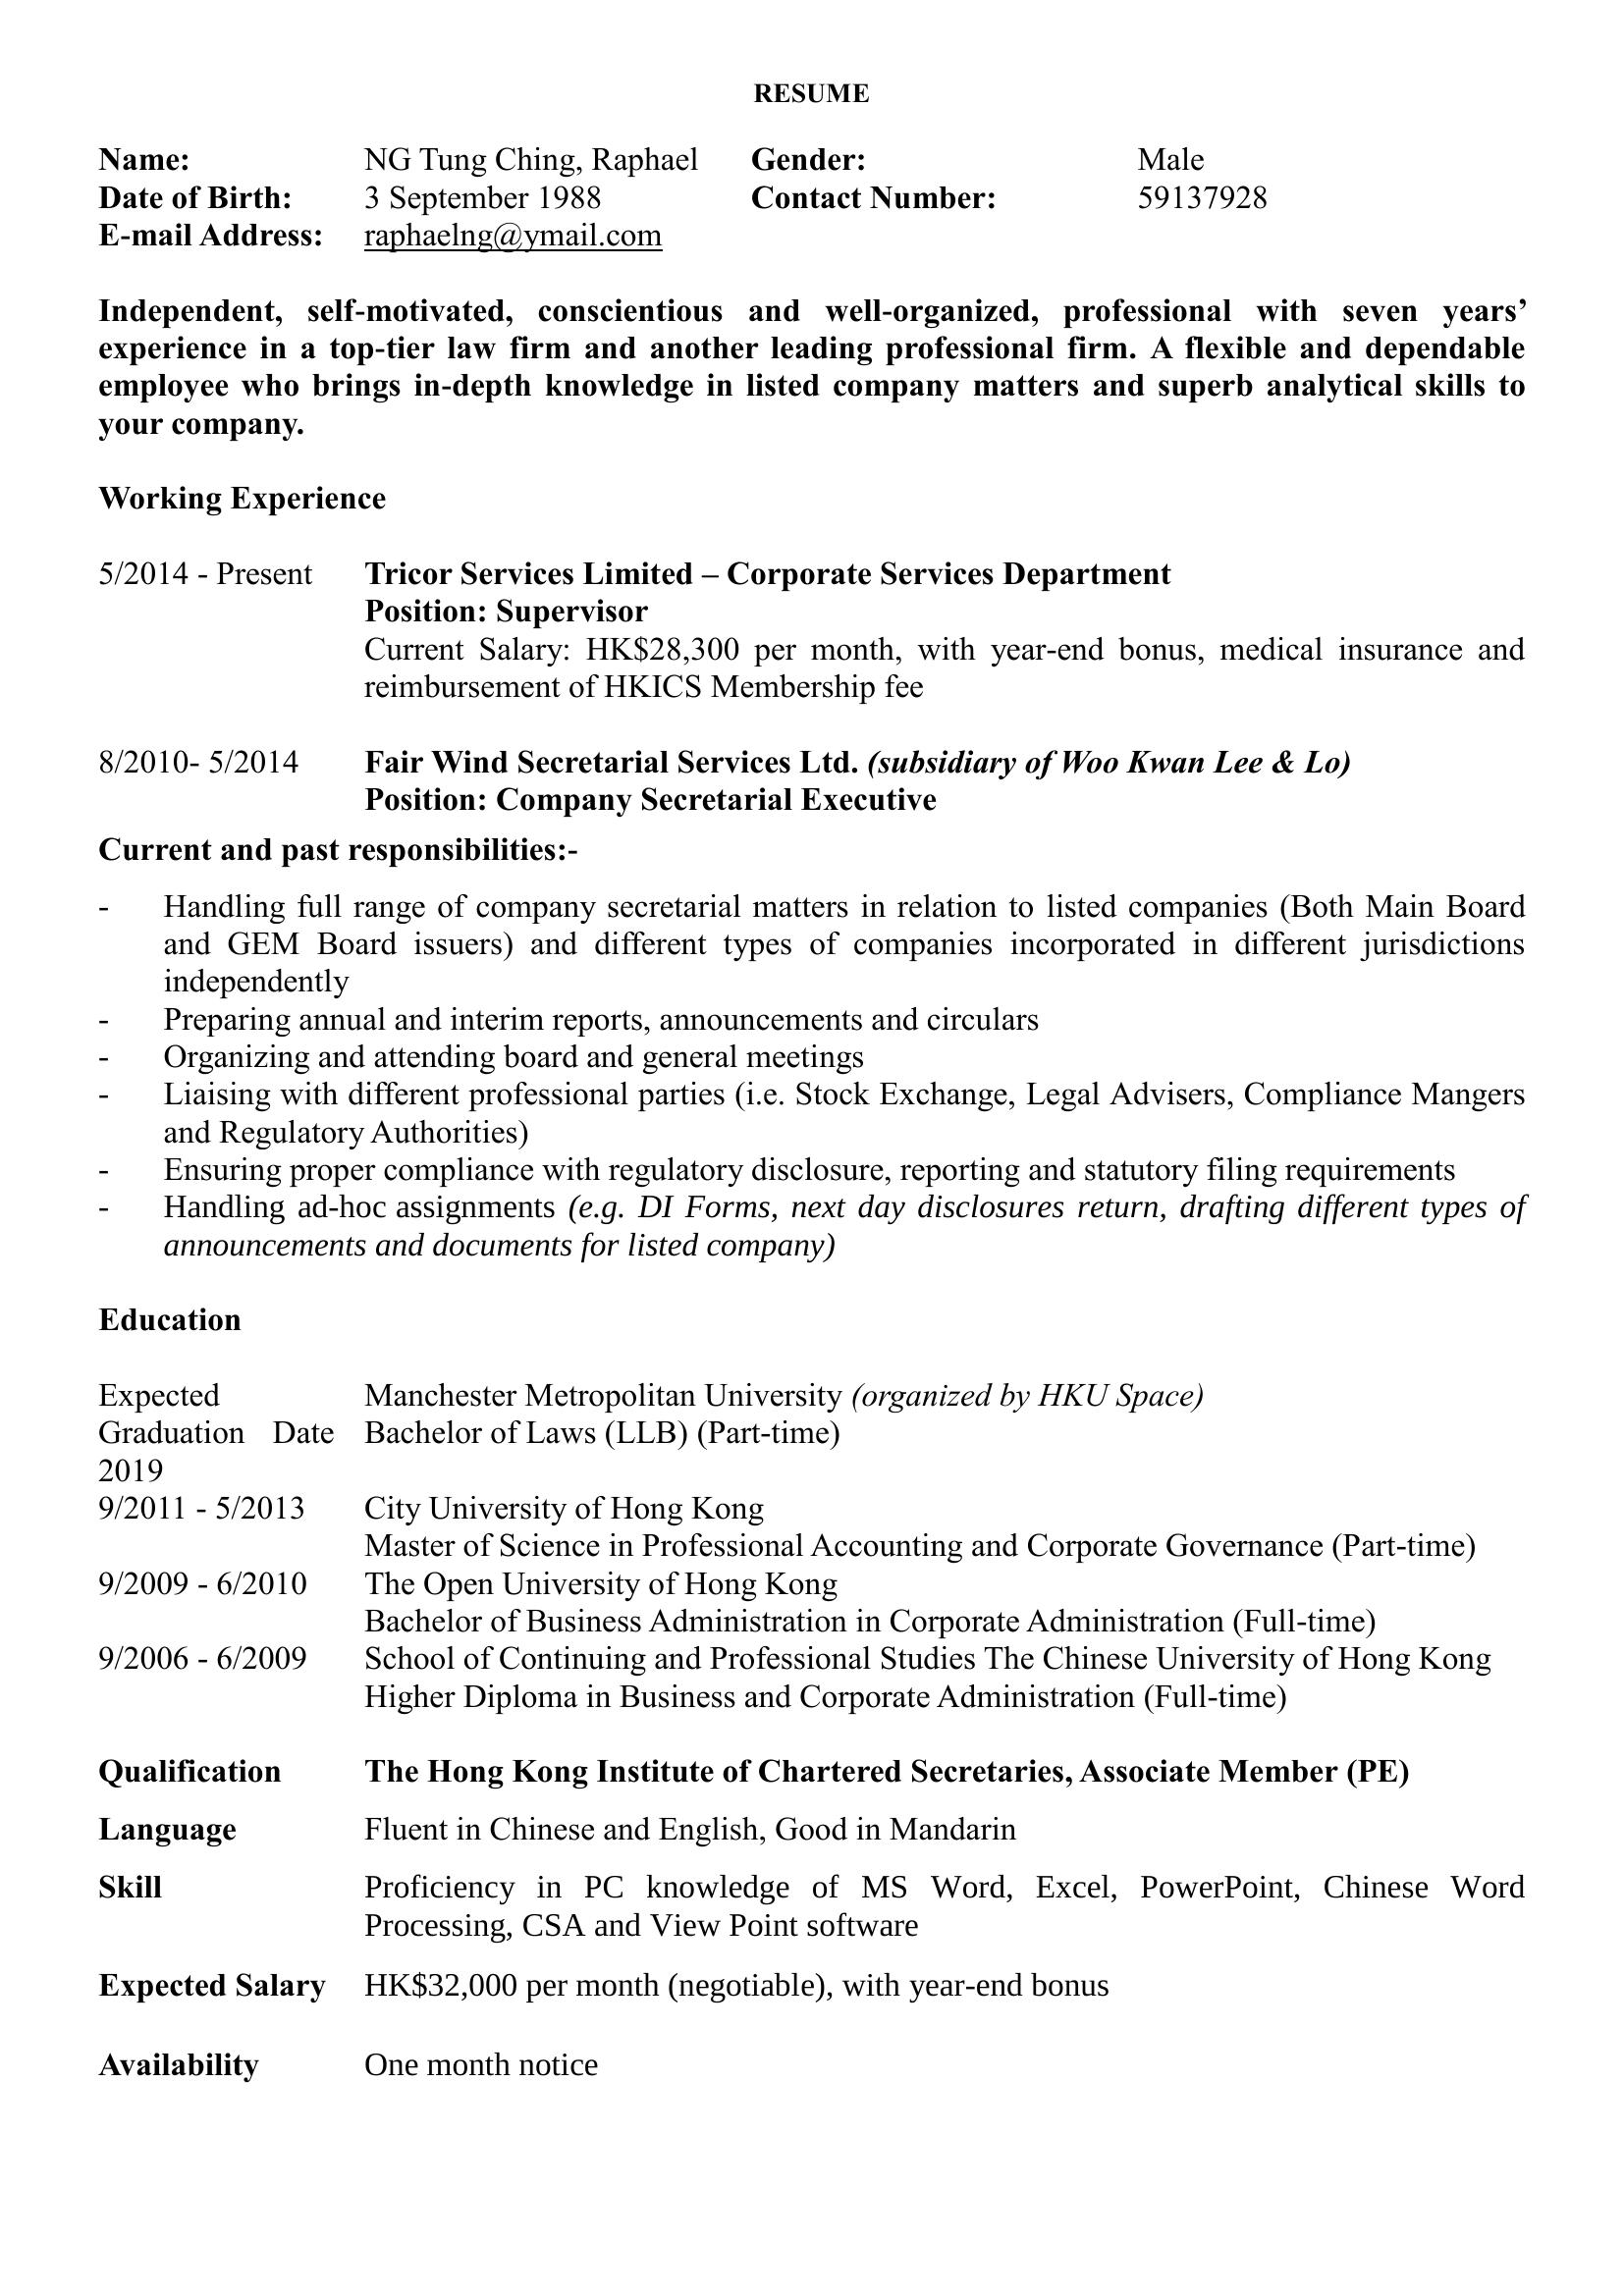 RESUME
Name: NG Tung Ching, Raphael Gender: Male
Date of Birth: 3 September 1988 Contact Number: 59137928
E-mail Address: raphaelng@ymail.com
Independent, self-motivated, conscientious and well-organized, professional with seven years’
experience in a top-tier law firm and another leading professional firm. A flexible and dependable
employee who brings in-depth knowledge in listed company matters and superb analytical skills to
your company.
Working Experience
5/2014 - Present Tricor Services Limited – Corporate Services Department
Position: Supervisor
Current Salary: HK$28,300 per month, with year-end bonus, medical insurance and
reimbursement of HKICS Membership fee
8/2010- 5/2014 Fair Wind Secretarial Services Ltd. (subsidiary of Woo Kwan Lee & Lo)
Position: Company Secretarial Executive
Current and past responsibilities:-
- Handling full range of company secretarial matters in relation to listed companies (Both Main Board
and GEM Board issuers) and different types of companies incorporated in different jurisdictions
independently
- Preparing annual and interim reports, announcements and circulars
- Organizing and attending board and general meetings
- Liaising with different professional parties (i.e. Stock Exchange, Legal Advisers, Compliance Mangers
and Regulatory Authorities)
- Ensuring proper compliance with regulatory disclosure, reporting and statutory filing requirements
- Handling ad-hoc assignments (e.g. DI Forms, next day disclosures return, drafting different types of
announcements and documents for listed company)
Education
Expected Manchester Metropolitan University (organized by HKU Space)
Graduation Date Bachelor of Laws (LLB) (Part-time)
2019
9/2011 - 5/2013 City University of Hong Kong
Master of Science in Professional Accounting and Corporate Governance (Part-time)
9/2009 - 6/2010 The Open University of Hong Kong
Bachelor of Business Administration in Corporate Administration (Full-time)
9/2006 - 6/2009 School of Continuing and Professional Studies The Chinese University of Hong Kong
Higher Diploma in Business and Corporate Administration (Full-time)
Qualification The Hong Kong Institute of Chartered Secretaries, Associate Member (PE)
Language Fluent in Chinese and English, Good in Mandarin
Skill Proficiency in PC knowledge of MS Word, Excel, PowerPoint, Chinese Word
Processing, CSA and View Point software
Expected Salary HK$32,000 per month (negotiable), with year-end bonus
Availability One month notice